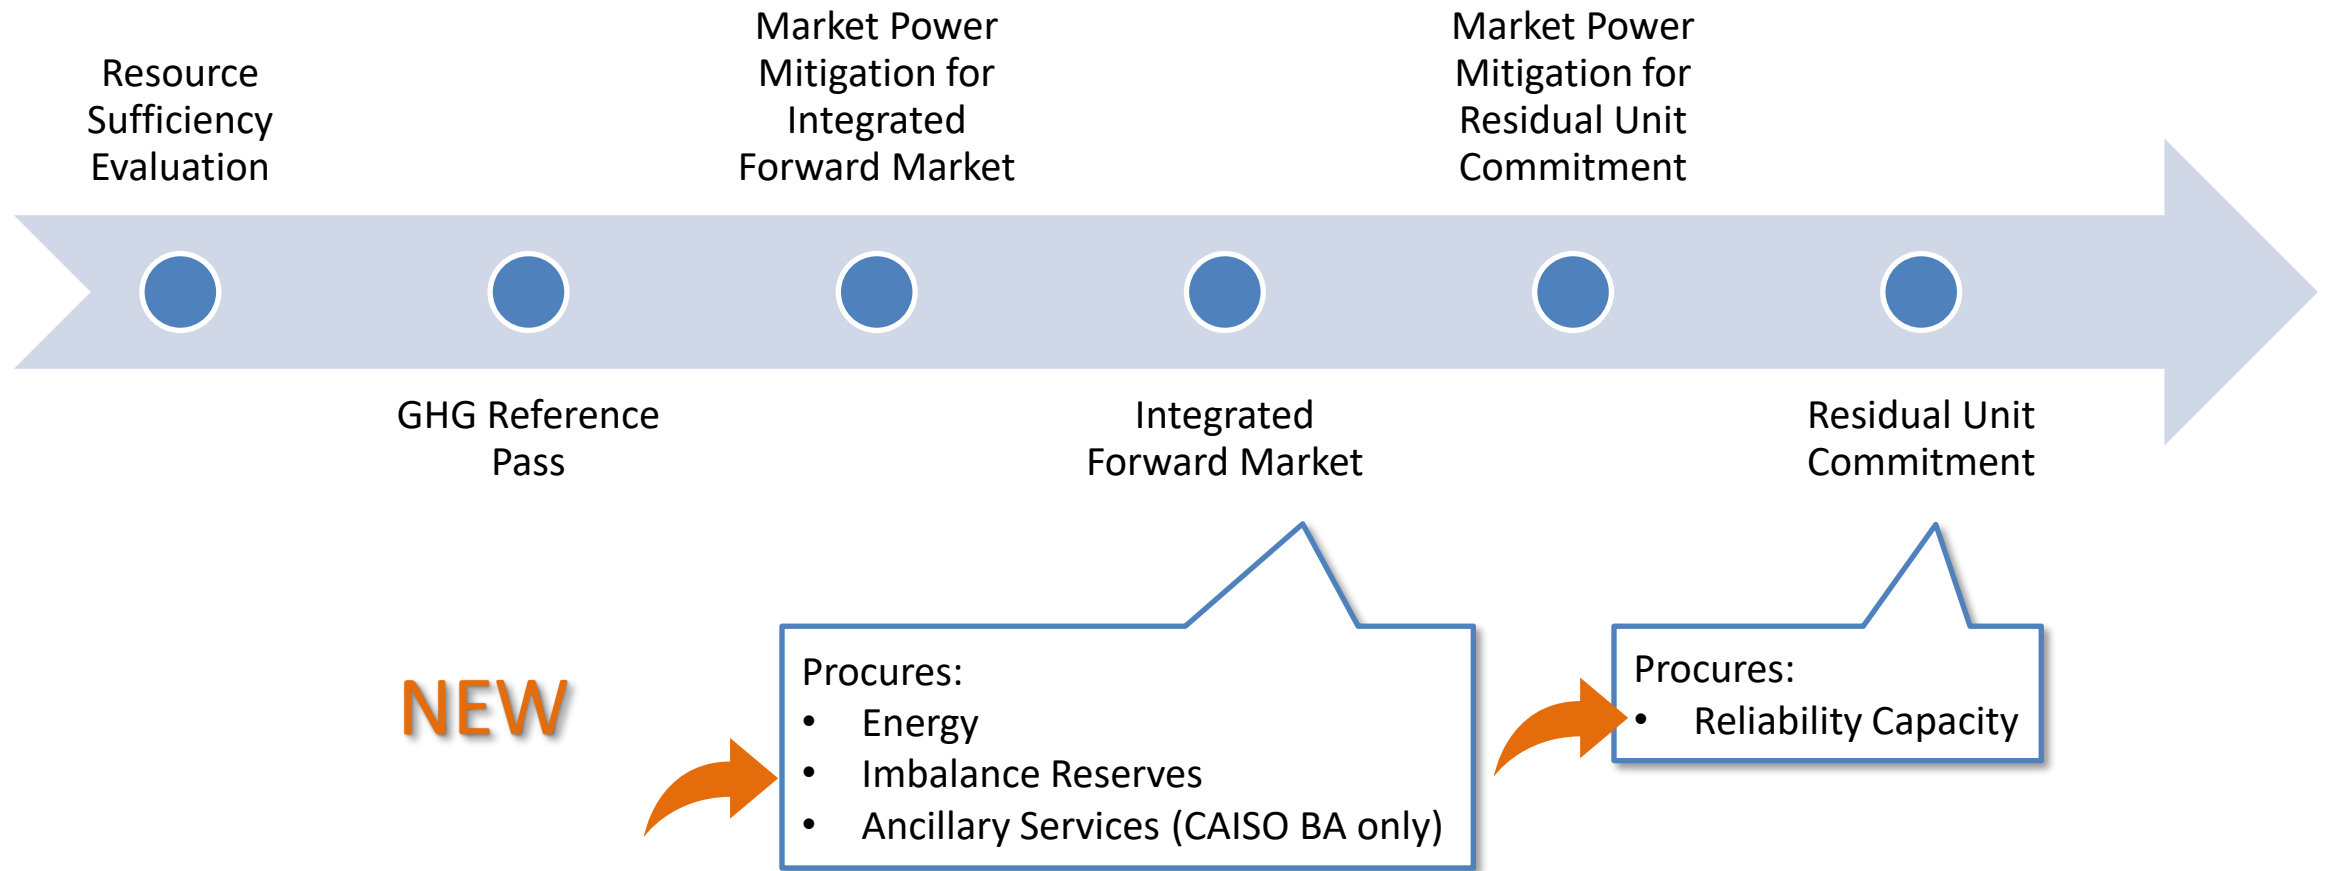 Resource
Sufficiency
Evaluation
GHG Reference
Pass
Market Power
Mitigation for
Integrated
Forward Market
Integrated
Forward Market
Market Power
Mitigation for
Residual Unit
Commitment
Residual Unit
Commitment
NEW
Procures:
• Energy
• Imbalance Reserves
• Ancillary Services (CAISO BA only)
Procures:
• Reliability Capacity